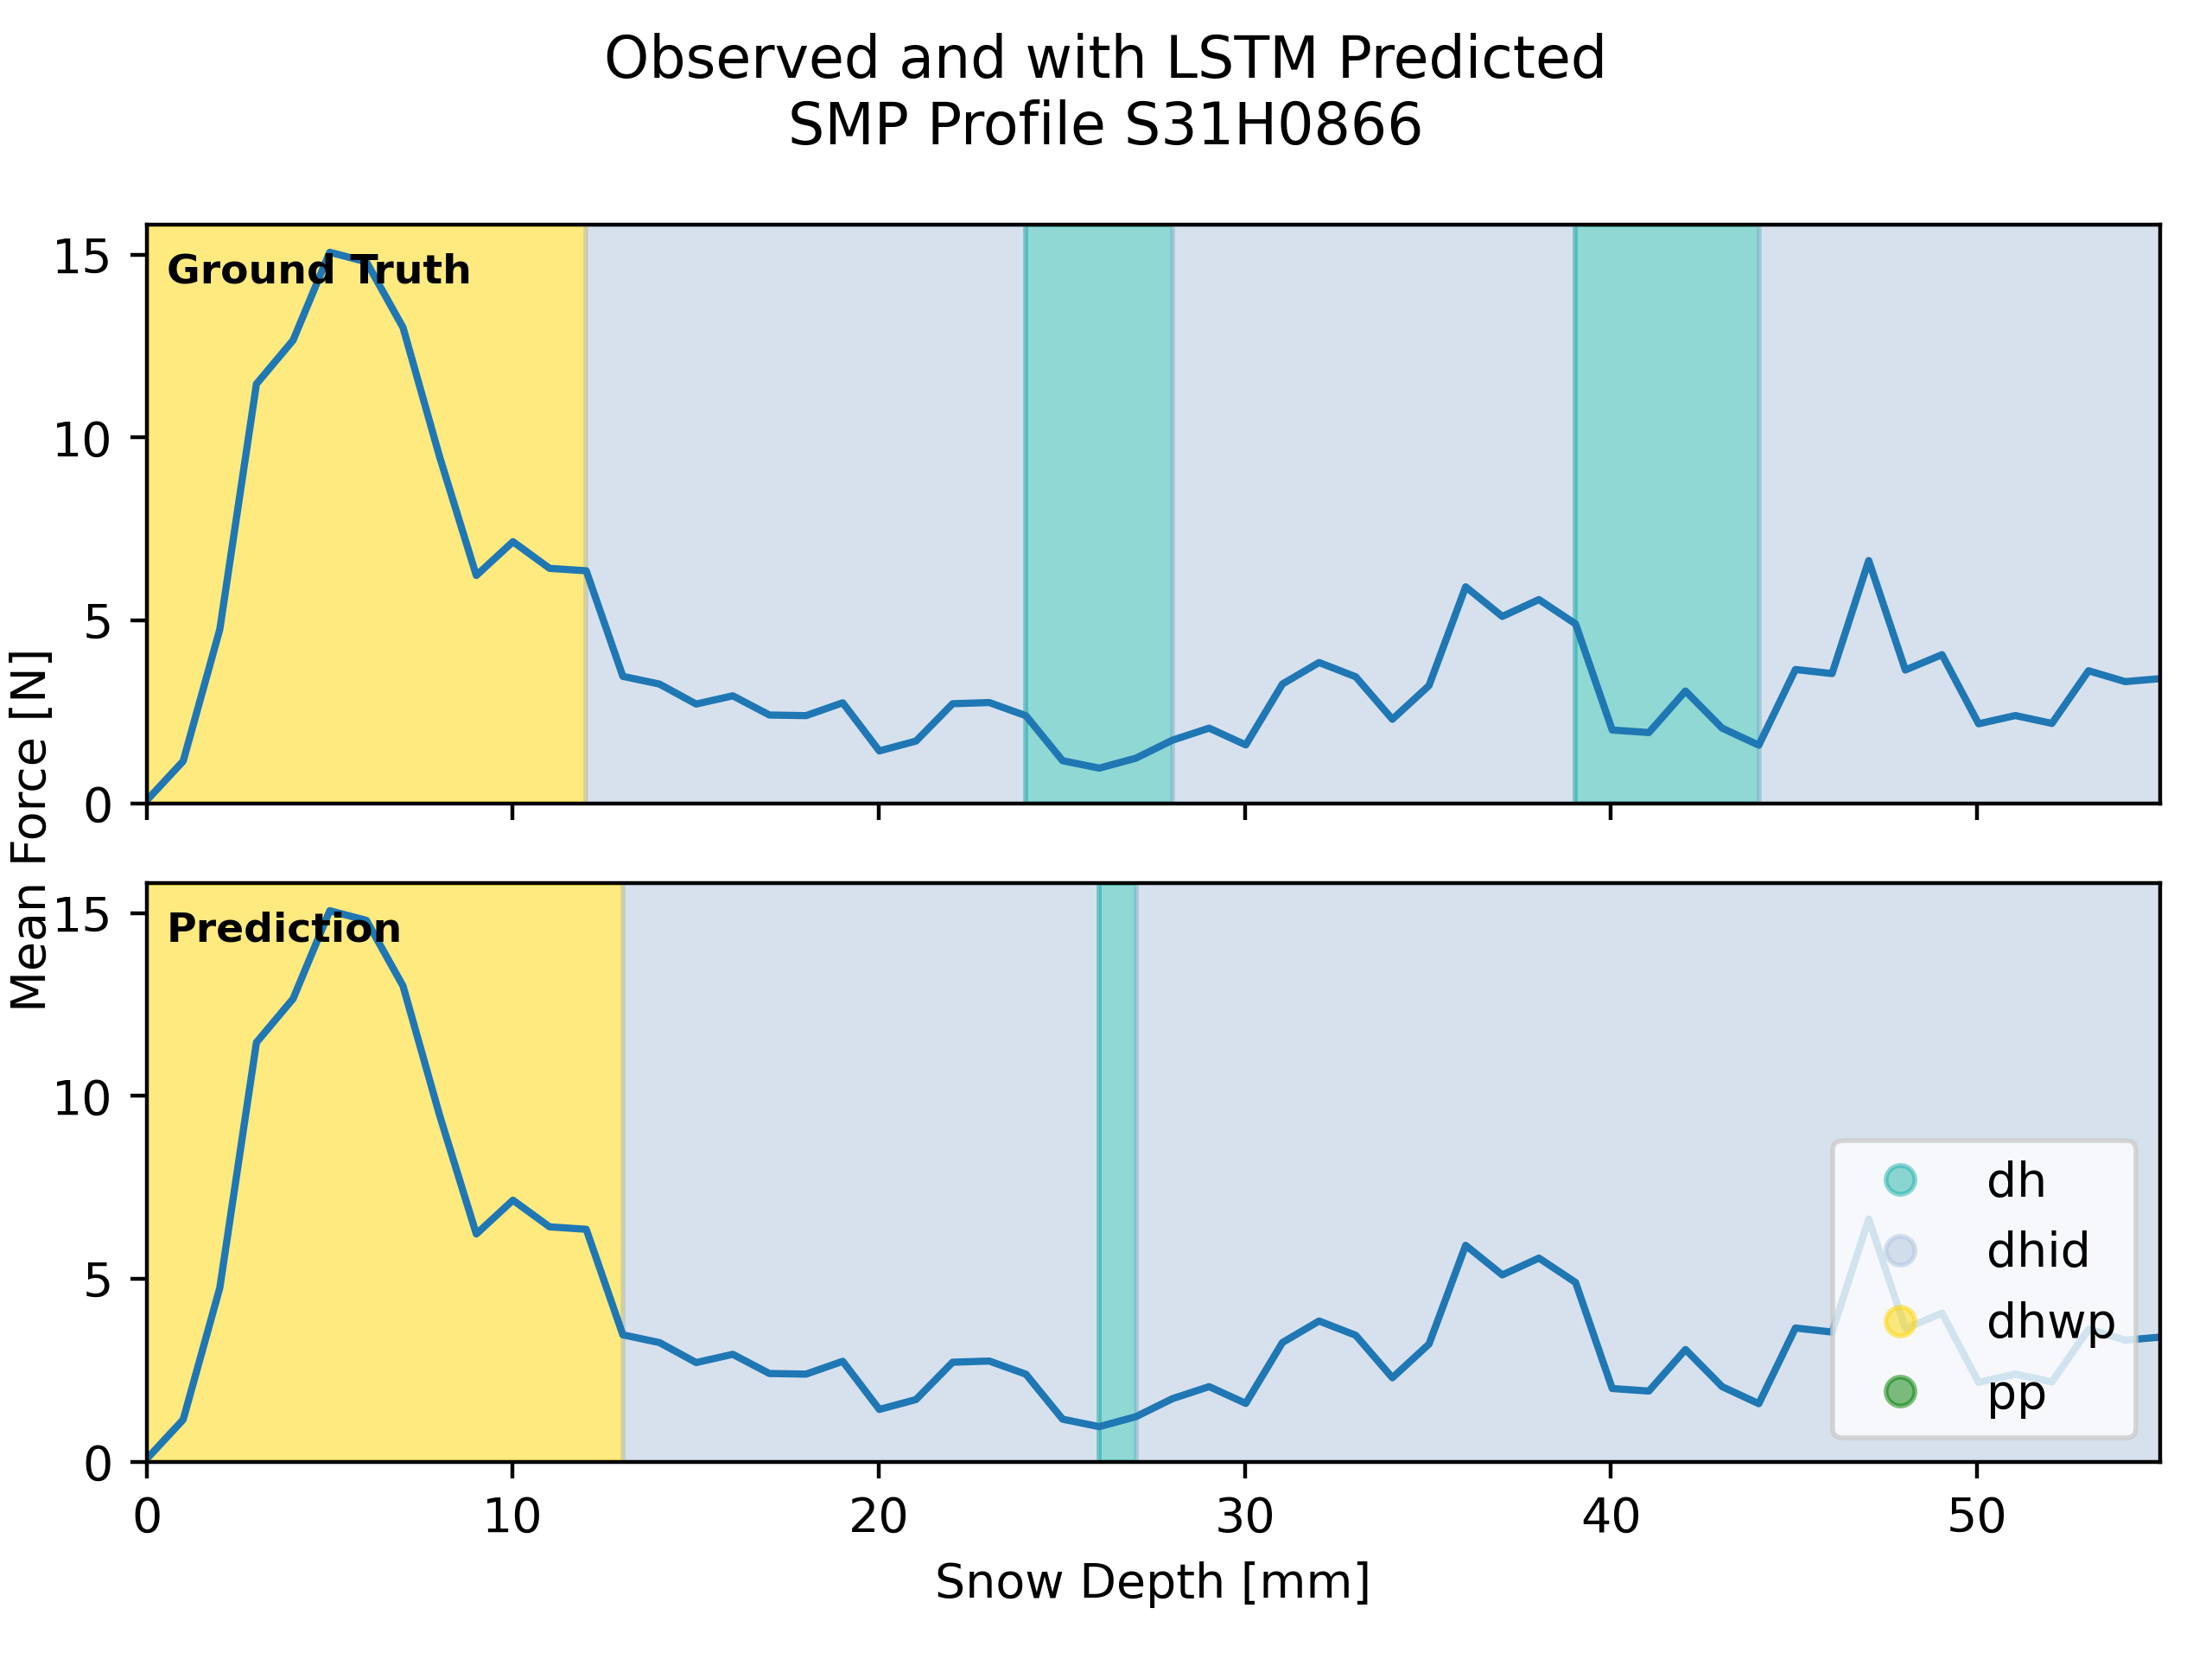 Observed and with LSTM Predicted
SMP Profile S31H0866
Ground Truth
15
10
5
0
Mean Force [N]
Prediction
15
10
5
0
dh
dhid
dhwp
pp
0 10 20 30 40 50
Snow Depth [mm]